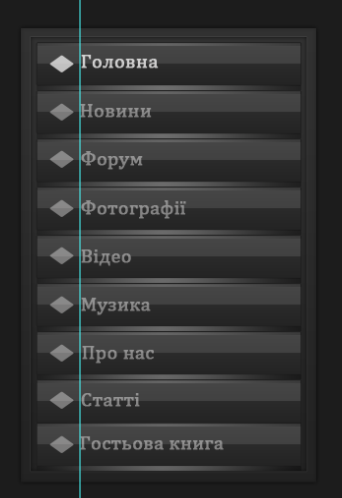 Головна
Новини
Форум
Фотографії
Відео
Музика
Про нас
Статті
Гостьова книга